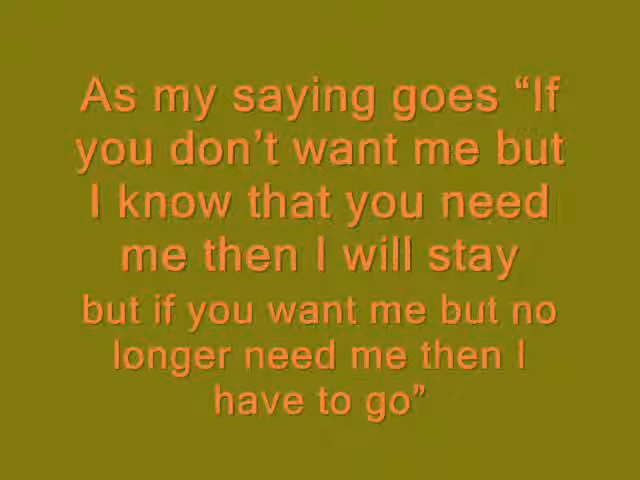 As my saying goes “If
you don’t want me but
I know that you need
me then I will stay
but if you want me but no
longer need me then I
have to go”